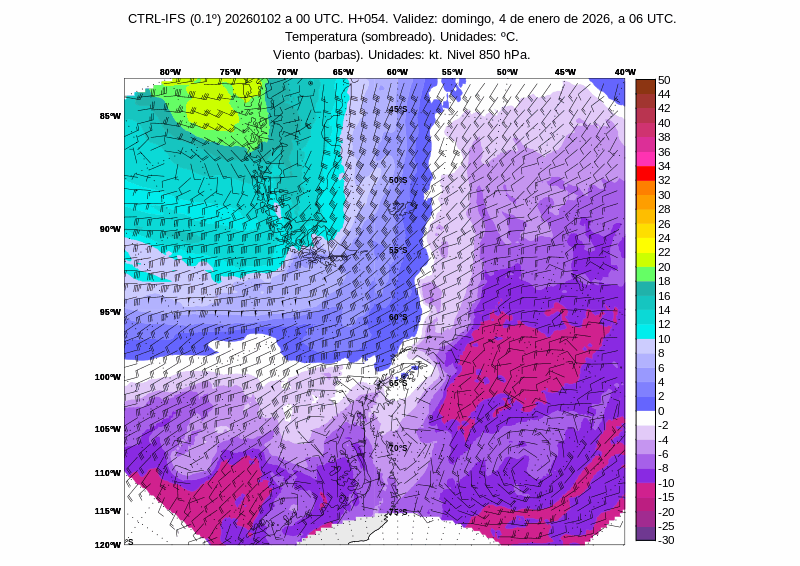 CTRL-IFS (0.1º) 20260102 a 00 UTC. H+054. Validez: domingo, 4 de enero de 2026, a 06 UTC.
Temperatura (sombreado). Unidades: ºC.
Viento (barbas). Unidades: kt. Nivel 850 hPa.
80°W 75°W 70°W 65°W 60°W 55°W 50°W 45°W 40°W
85°W
90°W
95°W
100°W
105°W
110°W
115°W
120°W
°S
45°S
50°S
55°S
60°S
65°S
70°S
75°S
50
44
42
40
38
36
34
32
30
28
26
24
22
20
18
16
14
12
10
8
6
4
2
0
-2
-4
-6
-8
-10
-15
-20
-25
-30